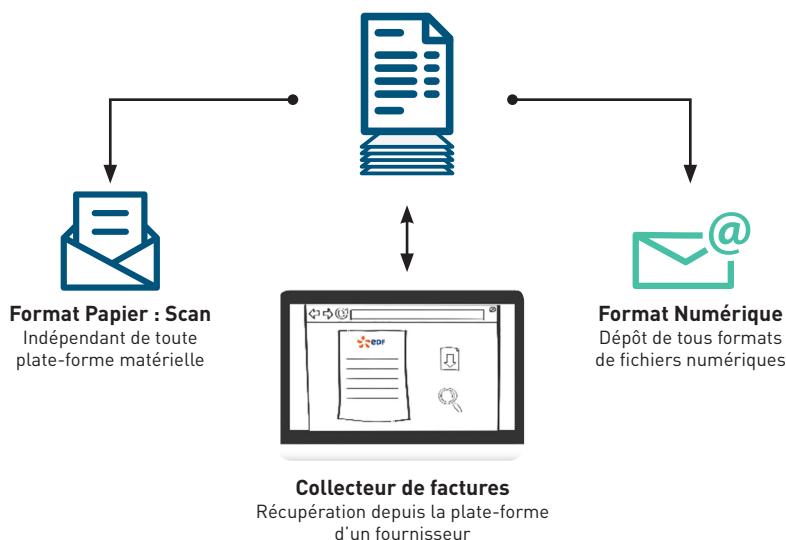 Format Papier : Scan
Indépendant de toute
plate-forme matérielle
@
Format Numérique
Dépôt de tous formats
de fichiers numériques
eDF
Collecteur de factures
Récupération depuis la plate-forme
d'un fournisseur